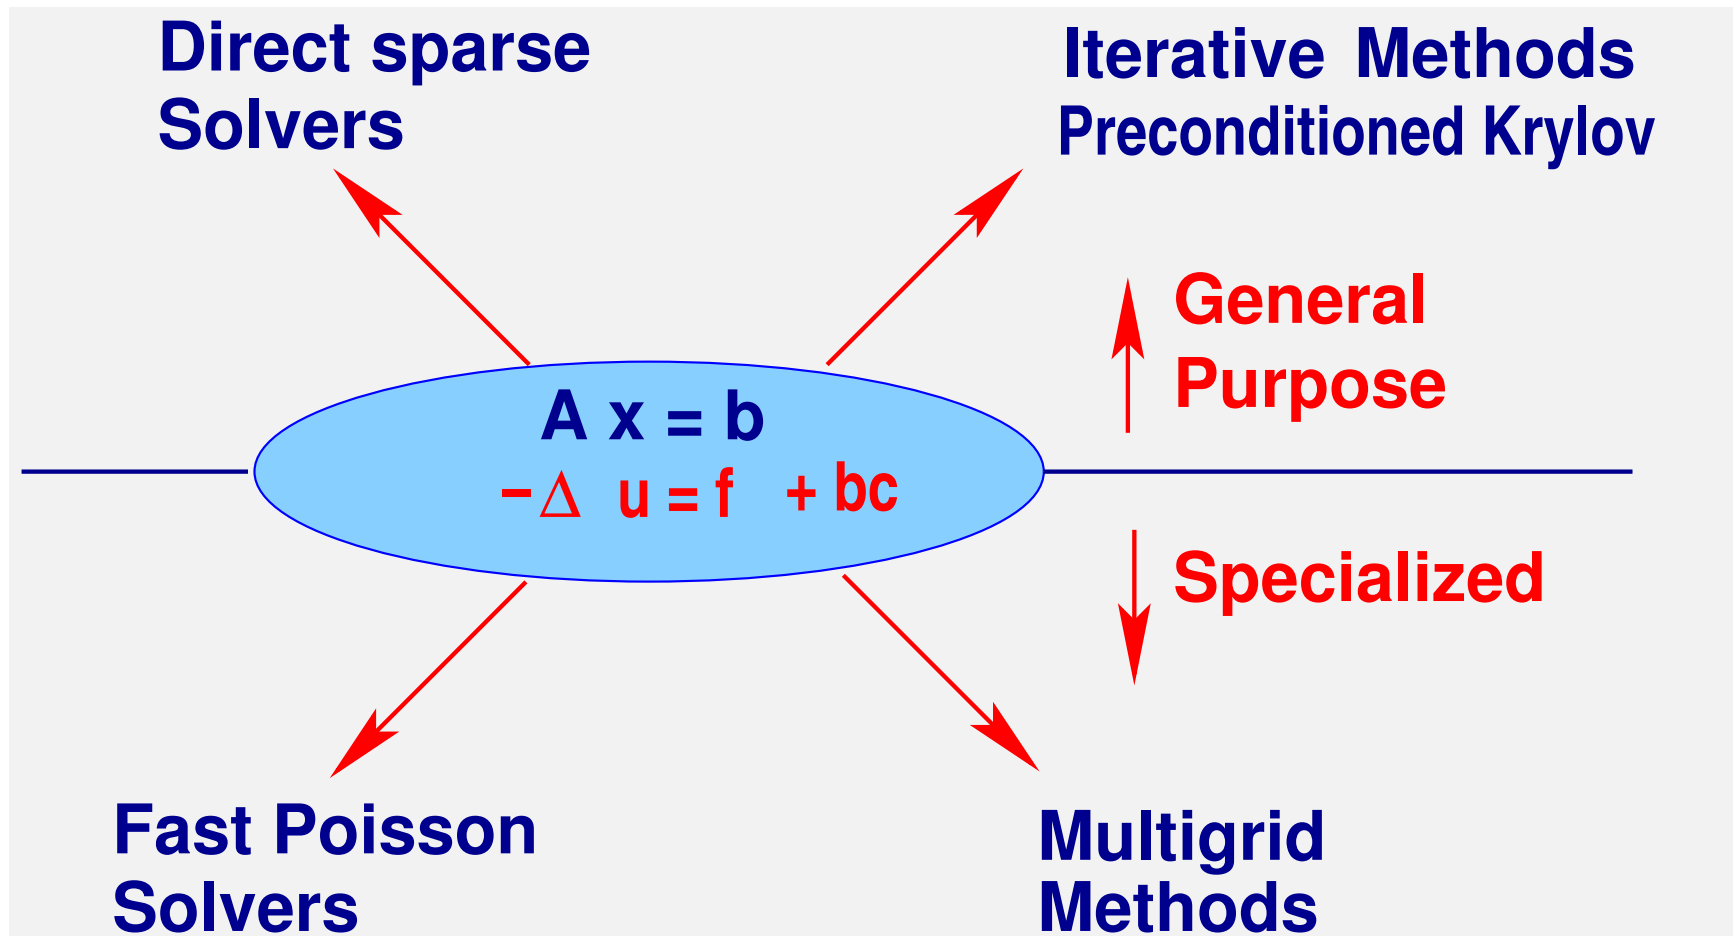 Direct sparse
Solvers
Iterative Methods
Preconditioned Krylov
General
Purpose
A x = b
−Δ u = f + bc
Specialized
Fast Poisson
Solvers
Multigrid
Methods